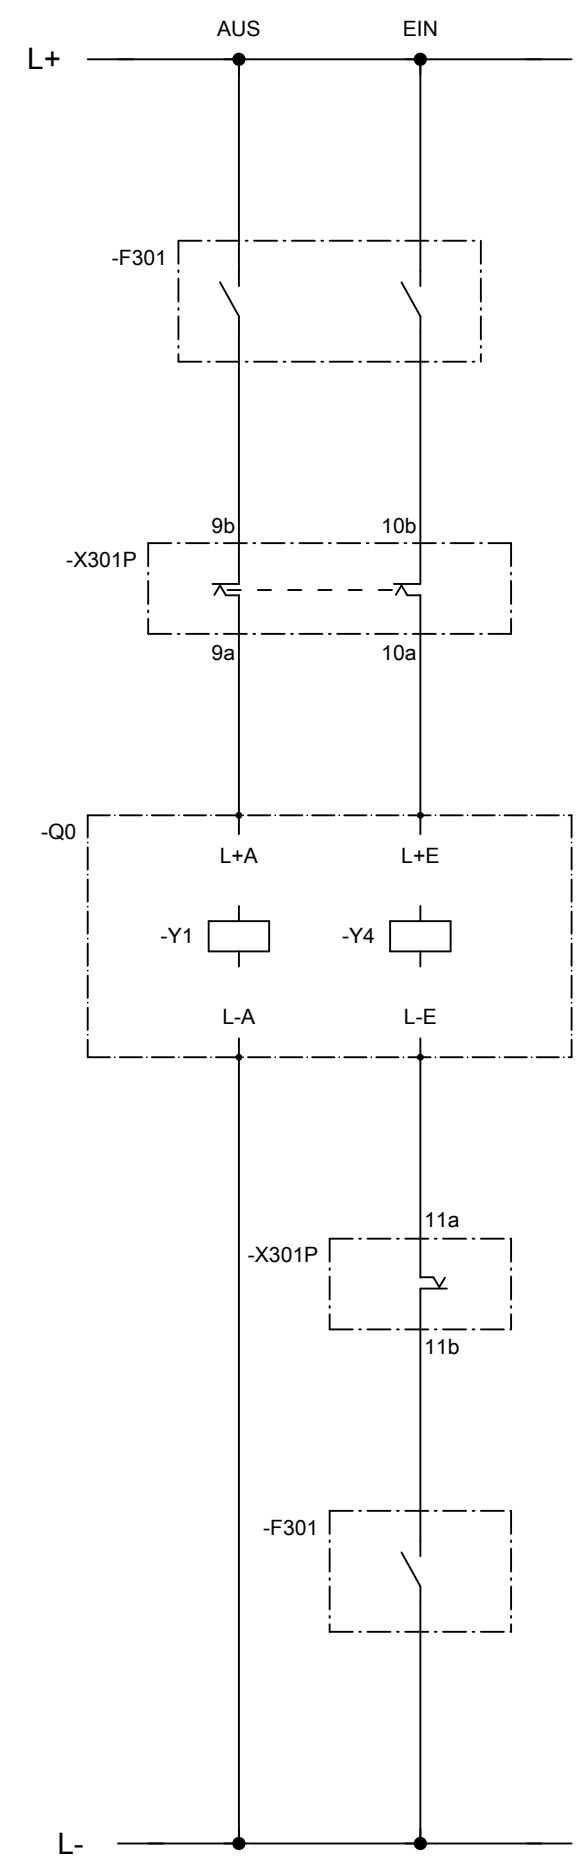 AUS EIN
L+
-F301
9b 10b
-X301P
9a 10a
-Q0
L+A L+E
-Y1 -Y4
L-A L-E
11a
-X301P
11b
-F301
L-